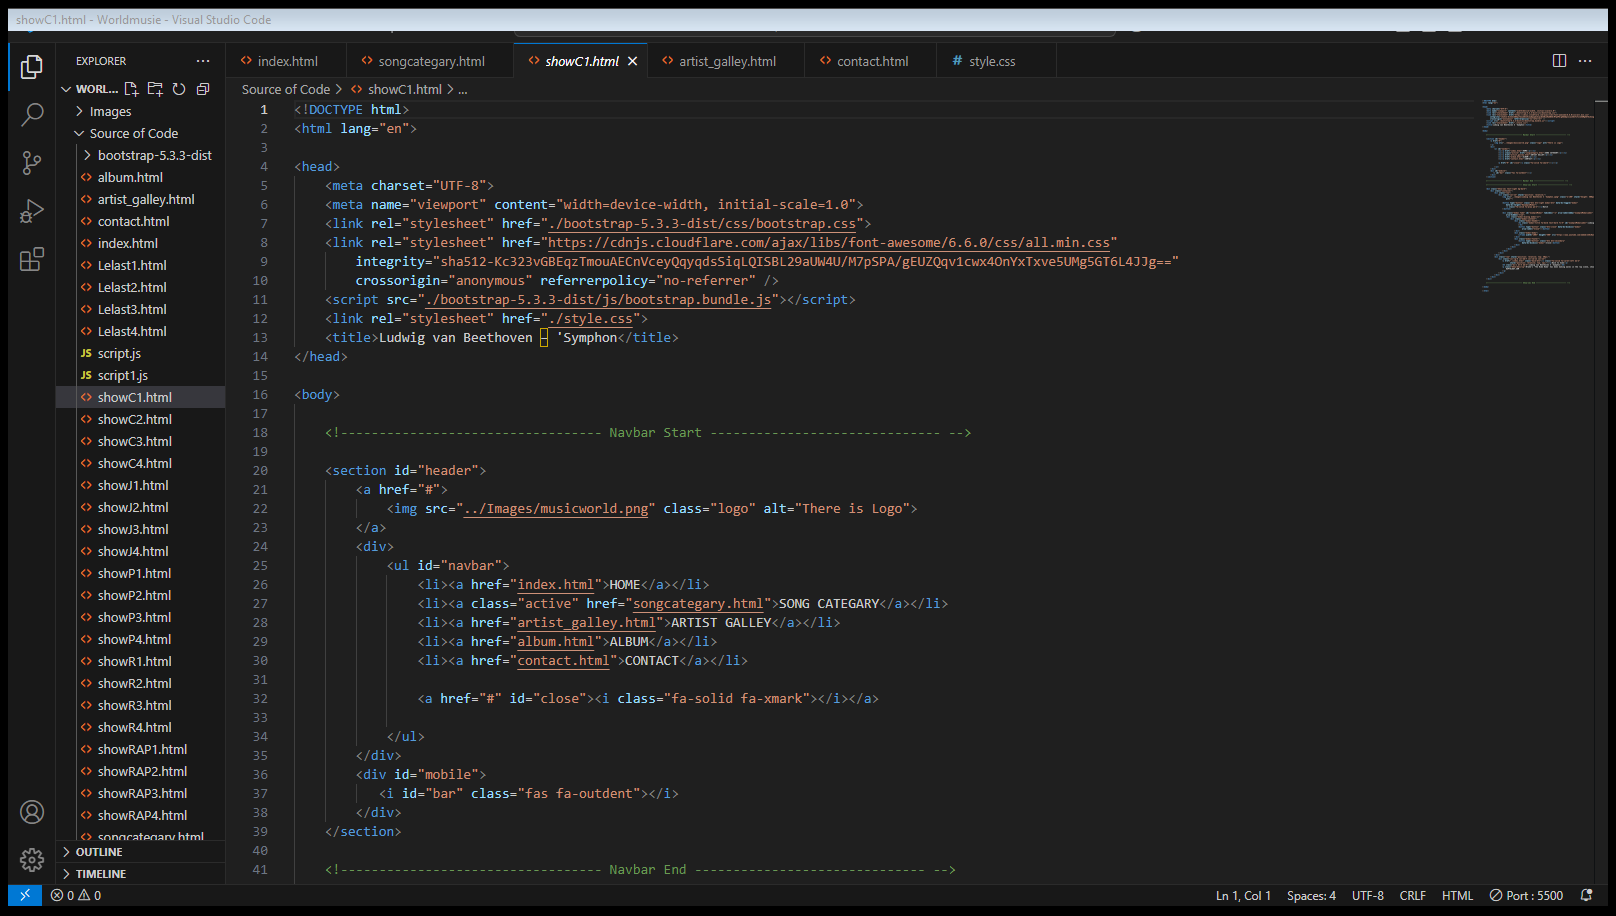 showC1.html - Worldmusie - Visual Studio Code
EXPLORER
WORL...
Images
Source of Code
bootstrap-5.3.3-dist
album.html
artist_galley.html
contact.html
index.html
Lelast1.html
Lelast2.html
Lelast3.html
Lelast4.html
JS script.js
JS script1.js
showC1.html
showC2.html
showC3.html
showC4.html
showJ1.html
showJ2.html
showJ3.html
showJ4.html
showP1.html
showP2.html
showP3.html
showP4.html
showR1.html
showR2.html
showR3.html
showR4.html
showRAP1.html
showRAP2.html
showRAP3.html
showRAP4.html
songcategary.html
OUTLINE
TIMELINE
index.html songcategary.html showC1.html artist_galley.html contact.html # style.css
Source of Code > showC1.html > ...
1 <!DOCTYPE html>
2 <html lang="en">
3
4 <head>
5 <meta charset="UTF-8">
6 <meta name="viewport" content="width=device-width, initial-scale=1.0">
7 <link rel="stylesheet" href="./bootstrap-5.3.3-dist/css/bootstrap.css">
8 <link rel="stylesheet" href="https://cdnjs.cloudflare.com/ajax/libs/font-awesome/6.6.0/css/all.min.css"
9 integrity="sha512-Kc323vGBEqzTmouAECnVceyQqyqdsSiqLQISBL29aUW4U/M7pSPA/gEUZQqv1cwx4OnYxTxve5UMg5GT6L4JJg=="
10 crossorigin="anonymous" referrerpolicy="no-referrer" />
11 <script src="./bootstrap-5.3.3-dist/js/bootstrap.bundle.js"></script>
12 <link rel="stylesheet" href="./style.css">
13 <title>Ludwig van Beethoven – 'Symphon</title>
14 </head>
15
16 <body>
17
18 <!---------------------------------- Navbar Start ------------------------------ -->
19
20 <section id="header">
21 <a href="#">
22 <img src="../Images/musicworld.png" class="logo" alt="There is Logo">
23 </a>
24 <div>
25 <ul id="navbar">
26 <li><a href="index.html">HOME</a></li>
27 <li><a class="active" href="songcategary.html">SONG CATEGARY</a></li>
28 <li><a href="artist_galley.html">ARTIST GALLEY</a></li>
29 <li><a href="album.html">ALBUM</a></li>
30 <li><a href="contact.html">CONTACT</a></li>
31
32 <a href="#" id="close"><i class="fa-solid fa-xmark"></i></a>
33
34 </ul>
35 </div>
36 <div id="mobile">
37 <i id="bar" class="fas fa-outdent"></i>
38 </div>
39 </section>
40
41 <!---------------------------------- Navbar End ------------------------------ -->
0 0 Ln 1, Col 1 Spaces: 4 UTF-8 CRLF HTML Port : 5500